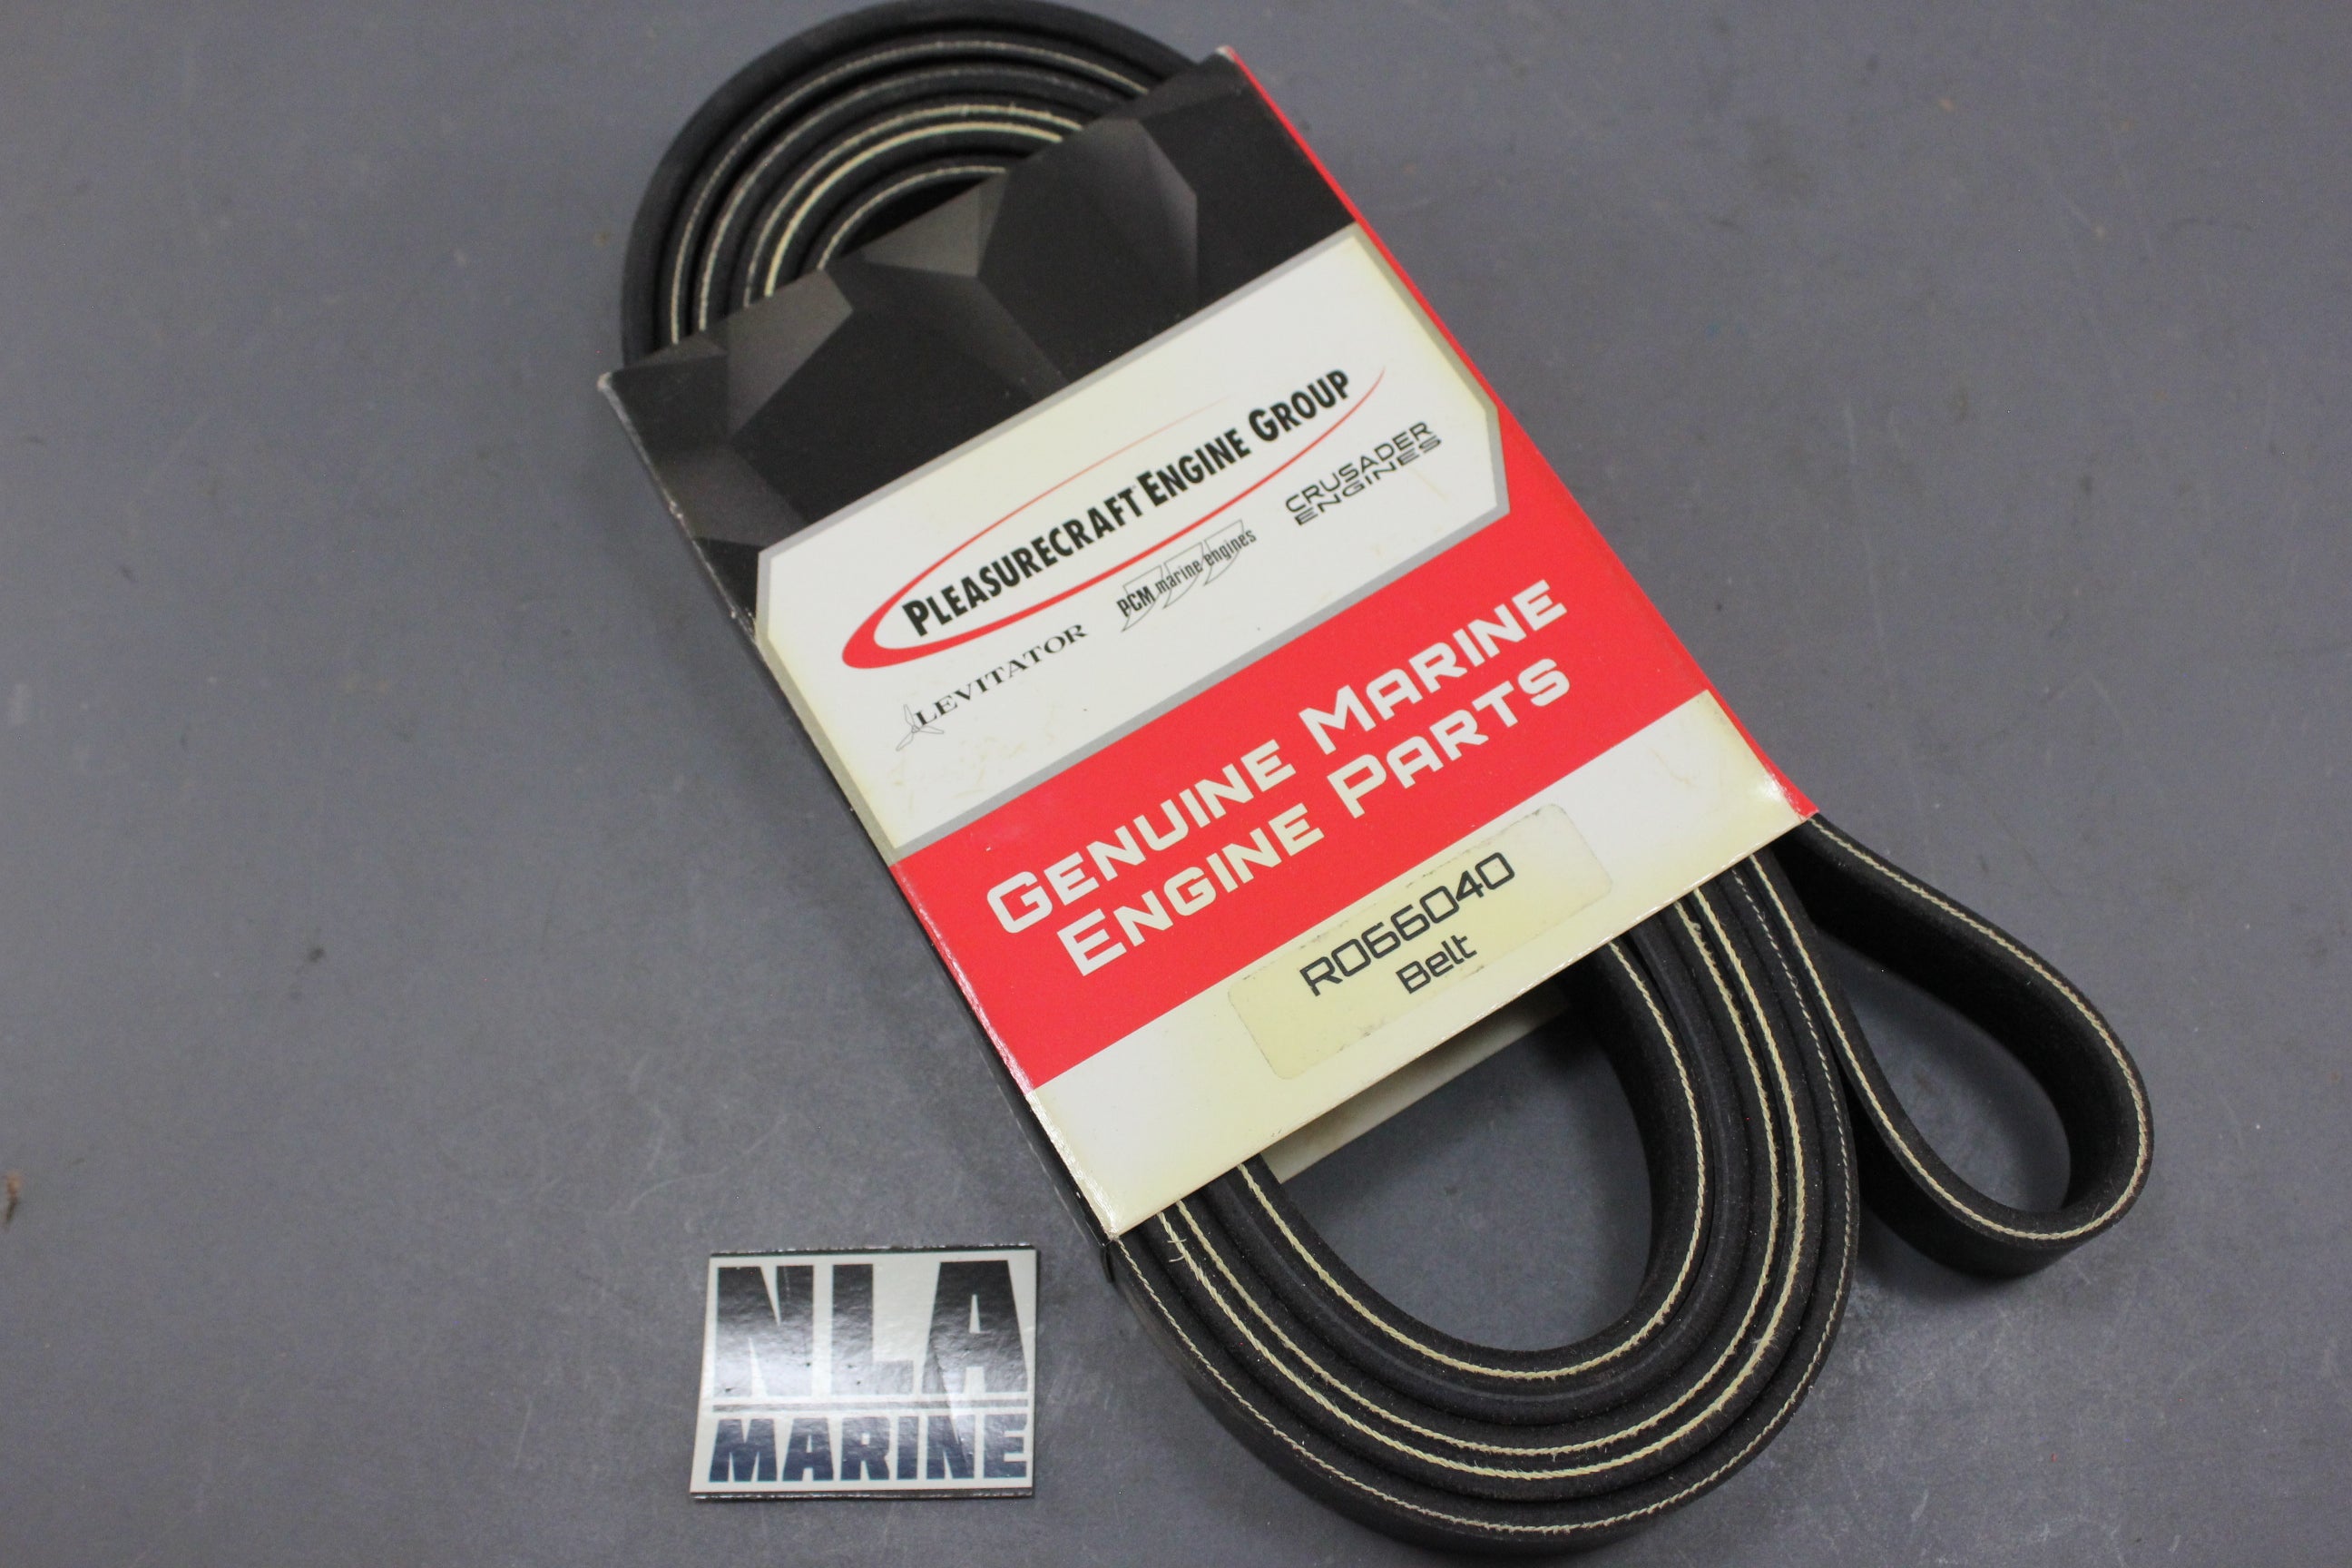 PLEASURECRAFT ENGINE GROUP
LEVITATOR
PCM marine engines
CRUSADER
ENGINES
GENUINE MARINE
ENGINE PARTS
R066040
Belt
NLA
MARINE